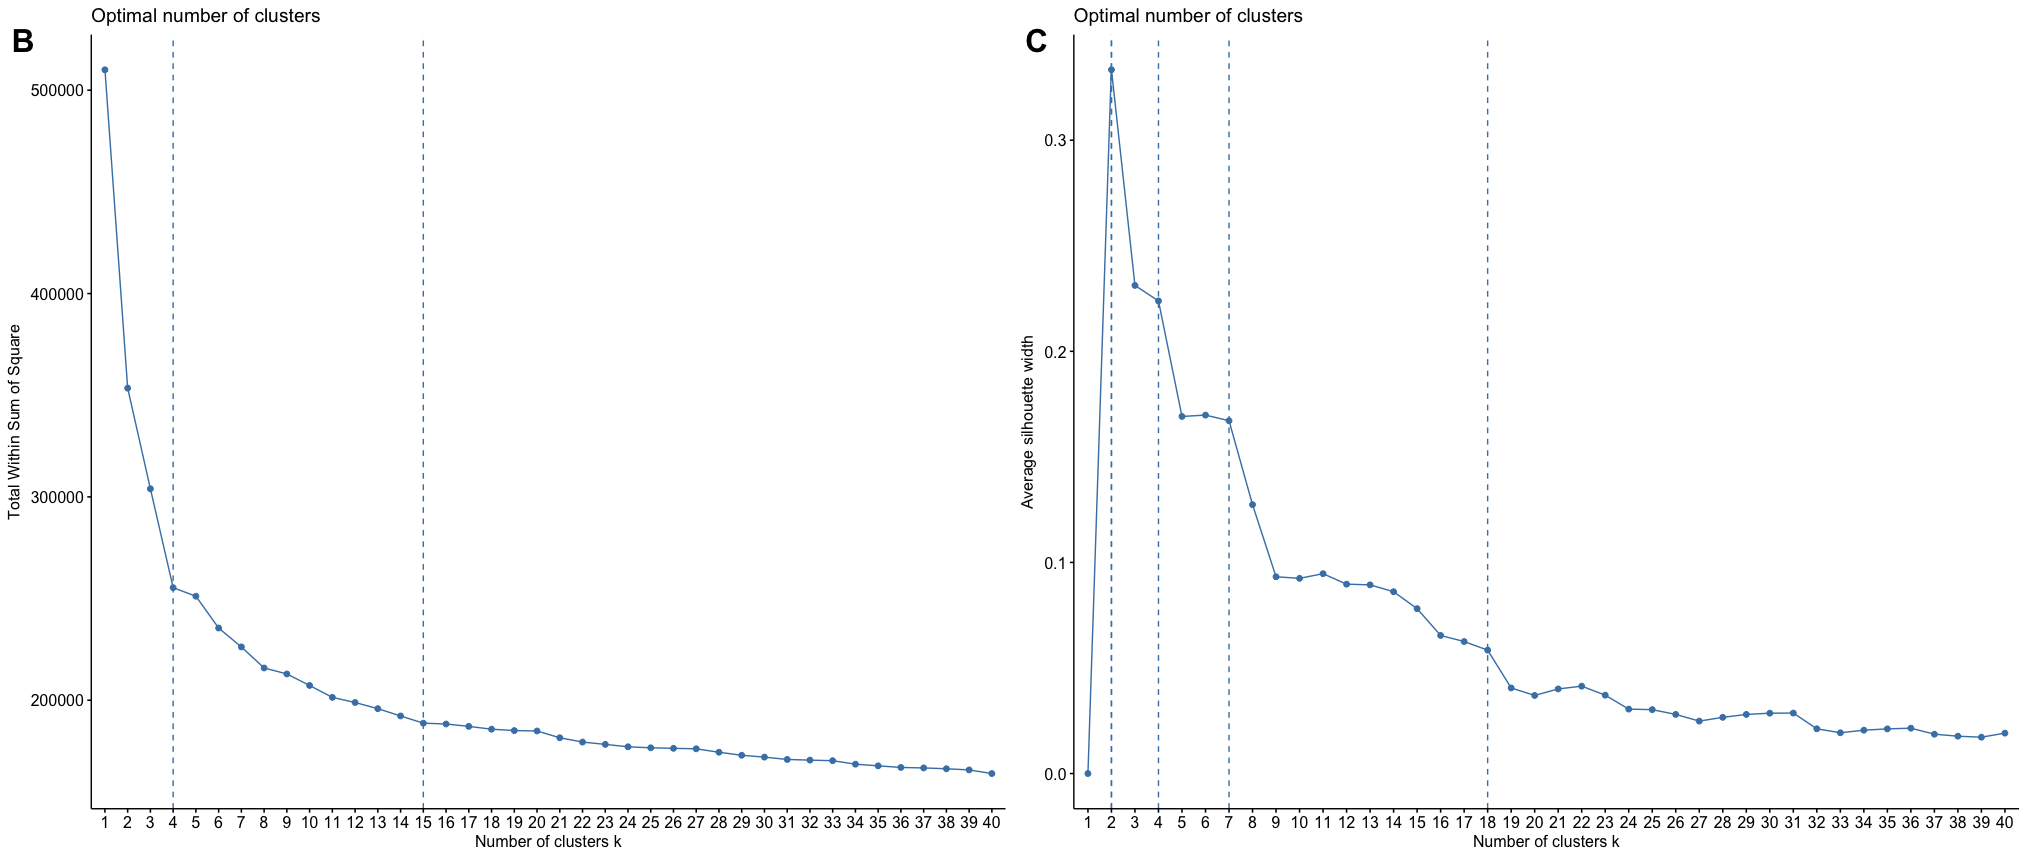 Optimal number of clusters
B
500000
400000
300000
200000
Total Within Sum of Square
1 2 3 4 5 6 7 8 9 10 11 12 13 14 15 16 17 18 19 20 21 22 23 24 25 26 27 28 29 30 31 32 33 34 35 36 37 38 39 40
Number of clusters k
Optimal number of clusters
C
0.3
0.2
0.1
0.0
Average silhouette width
1 2 3 4 5 6 7 8 9 10 11 12 13 14 15 16 17 18 19 20 21 22 23 24 25 26 27 28 29 30 31 32 33 34 35 36 37 38 39 40
Number of clusters k